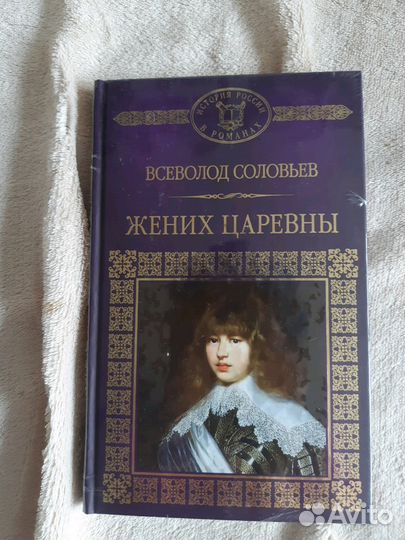 ИСТОРИЯ РОССИИ
В РОМАНАХ
ВСЕВОЛОД СОЛОВЬЕВ
ЖЕНИХ ЦАРЕВНЫ
Avito